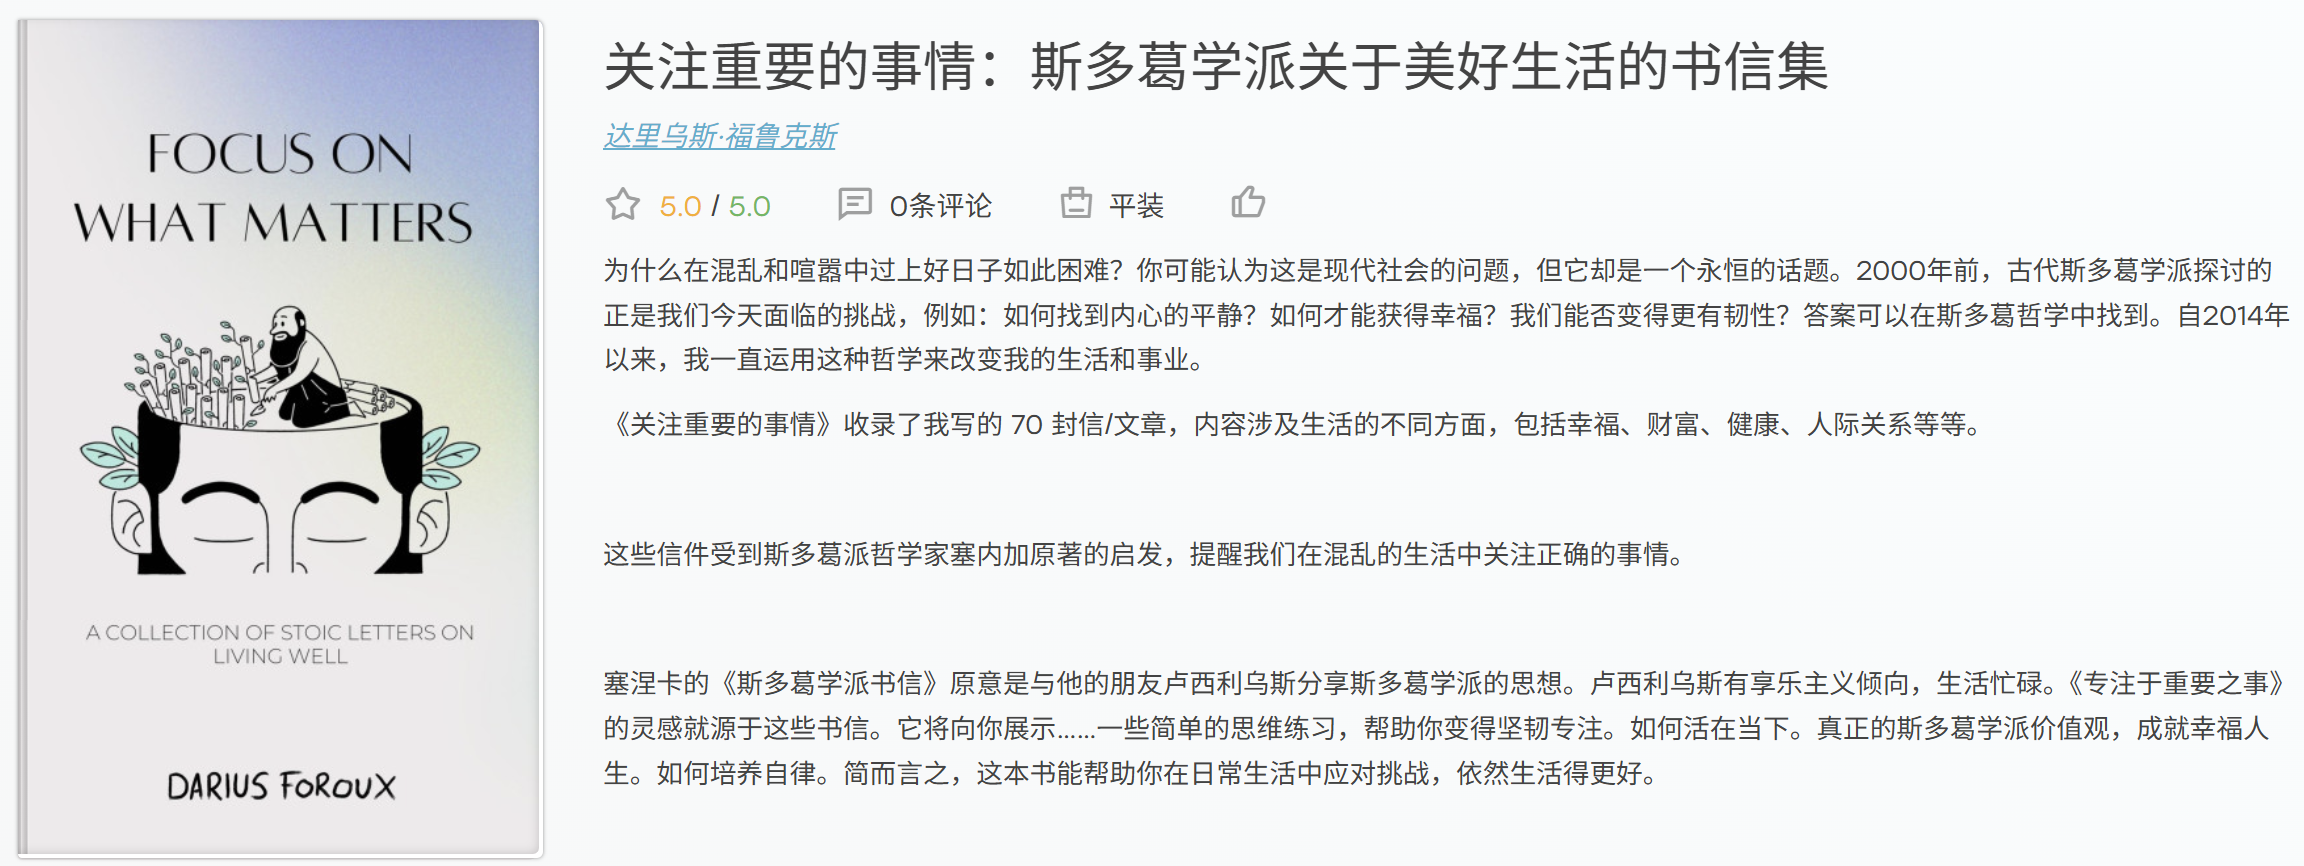 FOCUS ON
WHAT MATTERS
A COLLECTION OF STOIC LETTERS ON
LIVING WELL
DARIUS FOROUX
关注重要的事情：斯多葛学派关于美好生活的书信集
达里乌斯·福鲁克斯
5.0 / 5.0 0条评论 平装
为什么在混乱和喧嚣中过上好日子如此困难？你可能认为这是现代社会的问题，但它却是一个永恒的话题。2000年前，古代斯多葛学派探讨的
正是我们今天面临的挑战，例如：如何找到内心的平静？如何才能获得幸福？我们能否变得更有韧性？答案可以在斯多葛哲学中找到。自2014年
以来，我一直运用这种哲学来改变我的生活和事业。
《关注重要的事情》收录了我写的 70 封信/文章，内容涉及生活的不同方面，包括幸福、财富、健康、人际关系等等。
这些信件受到斯多葛派哲学家塞内加原著的启发，提醒我们在混乱的生活中关注正确的事情。
塞涅卡的《斯多葛学派书信》原意是与他的朋友卢西利乌斯分享斯多葛学派的思想。卢西利乌斯有享乐主义倾向，生活忙碌。《专注于重要之事》
的灵感就源于这些书信。它将向你展示……一些简单的思维练习，帮助你变得坚韧专注。如何活在当下。真正的斯多葛学派价值观，成就幸福人
生。如何培养自律。简而言之，这本书能帮助你在日常生活中应对挑战，依然生活得更好。